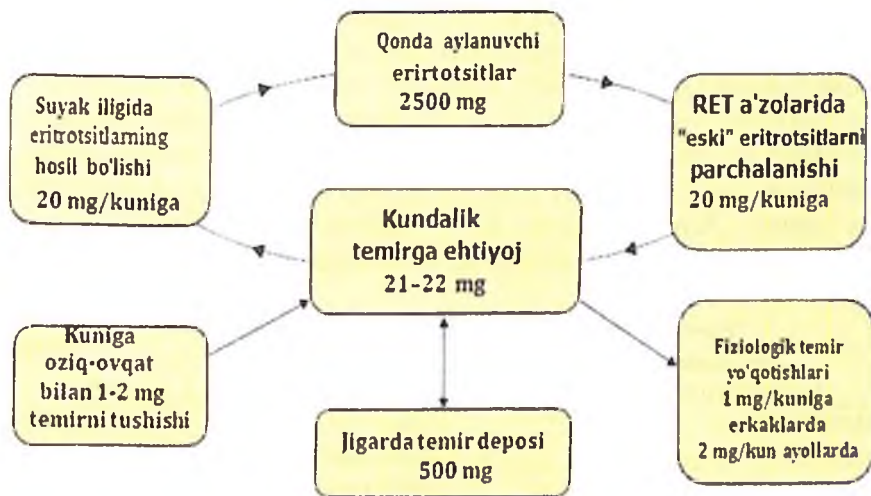 Qonda aylanuvchi
erirtotsitlar
2500 mg
Suyak iligida
eritrotsitlarning
hosil bo'lishi
20 mg/kuniga
RET a'zolarida
"eski" eritrotsitlarni
parchalanishi
20 mg/kuniga
Kundalik
temirga ehtiyoj
21-22 mg
Kuniga
oziq-ovqat
bilan 1-2 mg
temirni tushishi
Jigarda temir deposi
500 mg
Fiziologik temir
yo'qotishlari
1 mg/kuniga
erkaklarda
2 mg/kun ayollarda